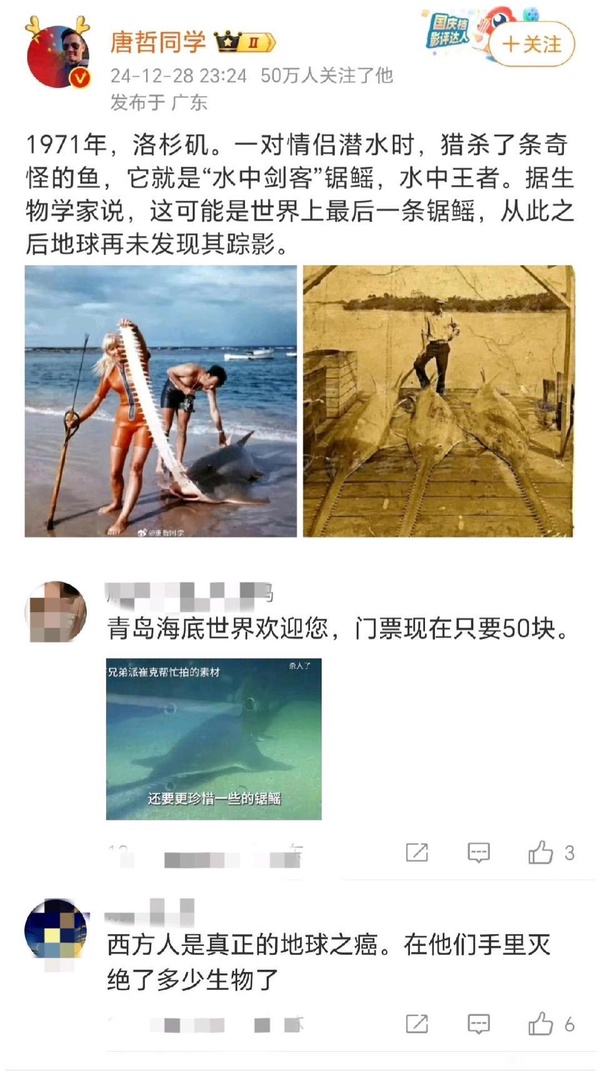 唐哲同学 II
国庆档
影评达人
+关注
24-12-28 23:24 50万人关注了他
发布于 广东
1971年，洛杉矶。一对情侣潜水时，猎杀了条奇
怪的鱼，它就是“水中剑客”锯鳐，水中王者。据生
物学家说，这可能是世界上最后一条锯鳐，从此之
后地球再未发现其踪影。
@唐哲同学
青岛海底世界欢迎您，门票现在只要50块。
兄弟派崔克帮忙拍的素材
杀人了
还要更珍惜一些的锯鳐
3
西方人是真正的地球之癌。在他们手里灭
绝了多少生物了
6